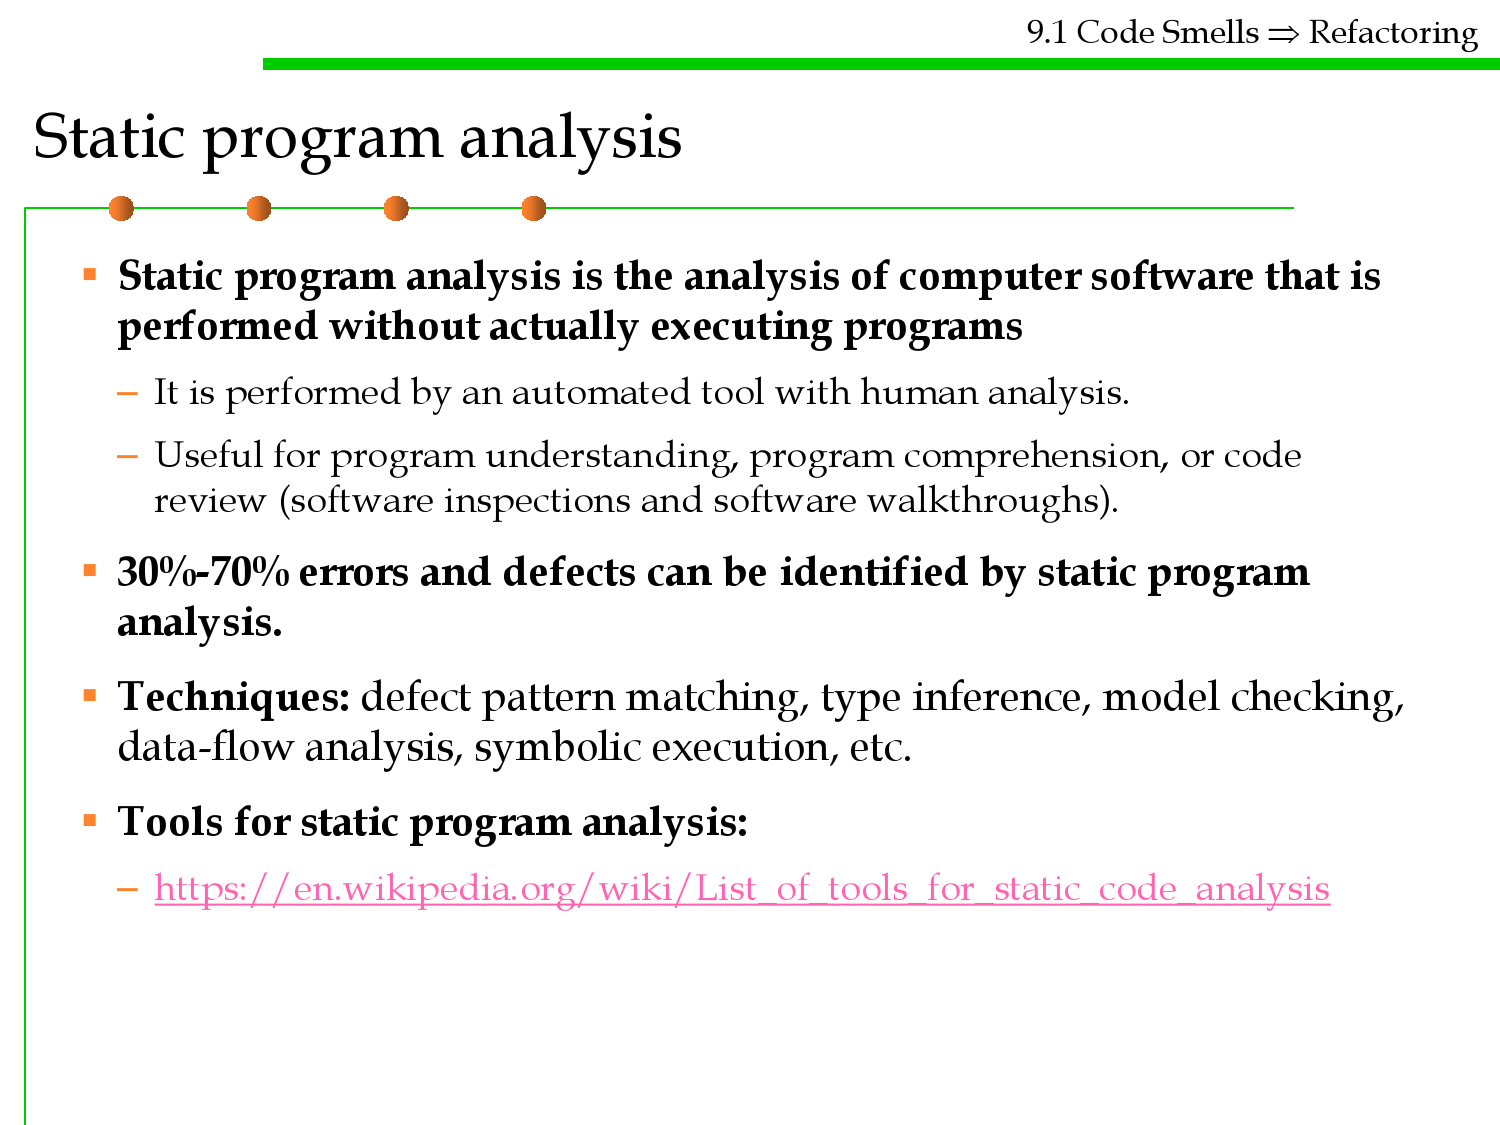 9.1 Code Smells ⇒ Refactoring
Static program analysis
▪ Static program analysis is the analysis of computer software that is
performed without actually executing programs
– It is performed by an automated tool with human analysis.
– Useful for program understanding, program comprehension, or code
review (software inspections and software walkthroughs).
▪ 30%-70% errors and defects can be identified by static program
analysis.
▪ Techniques: defect pattern matching, type inference, model checking,
data-flow analysis, symbolic execution, etc.
▪ Tools for static program analysis:
– https://en.wikipedia.org/wiki/List_of_tools_for_static_code_analysis